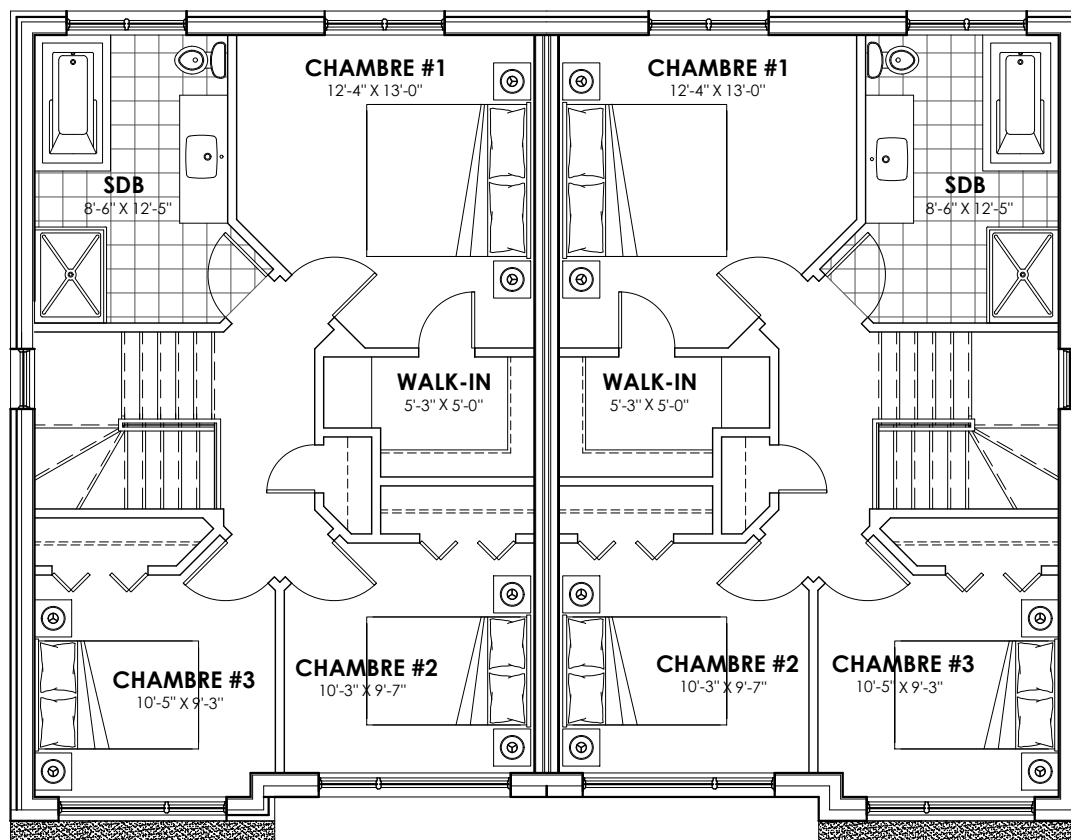 CHAMBRE #1
12'-4" X 13'-0"
CHAMBRE #1
12'-4" X 13'-0"
SDB
8'-6" X 12'-5"
SDB
8'-6" X 12'-5"
WALK-IN
5'-3" X 5'-0"
WALK-IN
5'-3" X 5'-0"
CHAMBRE #3
10'-5" X 9'-3"
CHAMBRE #2
10'-3" X 9'-7"
CHAMBRE #2
10'-3" X 9'-7"
CHAMBRE #3
10'-5" X 9'-3"